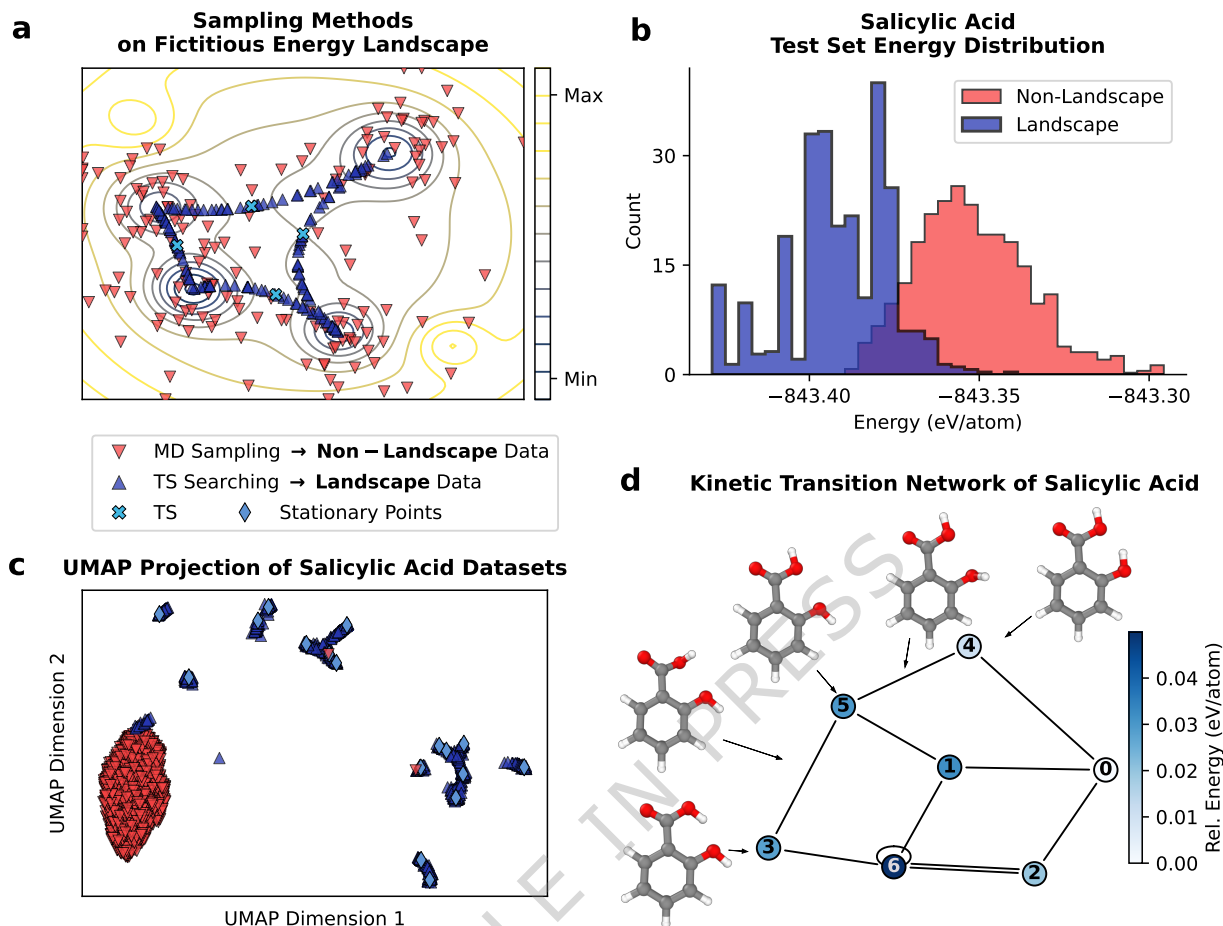 a
Sampling Methods
on Fictitious Energy Landscape
Max
Min
MD Sampling → Non − Landscape Data
TS Searching → Landscape Data
TS
Stationary Points
b
Salicylic Acid
Test Set Energy Distribution
Non-Landscape
Landscape
Count
30
15
0
−843.40
−843.35
−843.30
Energy (eV/atom)
c
UMAP Projection of Salicylic Acid Datasets
UMAP Dimension 2
UMAP Dimension 1
d
Kinetic Transition Network of Salicylic Acid
4
5
1
0
3
6
2
0.04
0.03
0.02
0.01
0.00
Rel. Energy (eV/atom)
LE IN PRESS